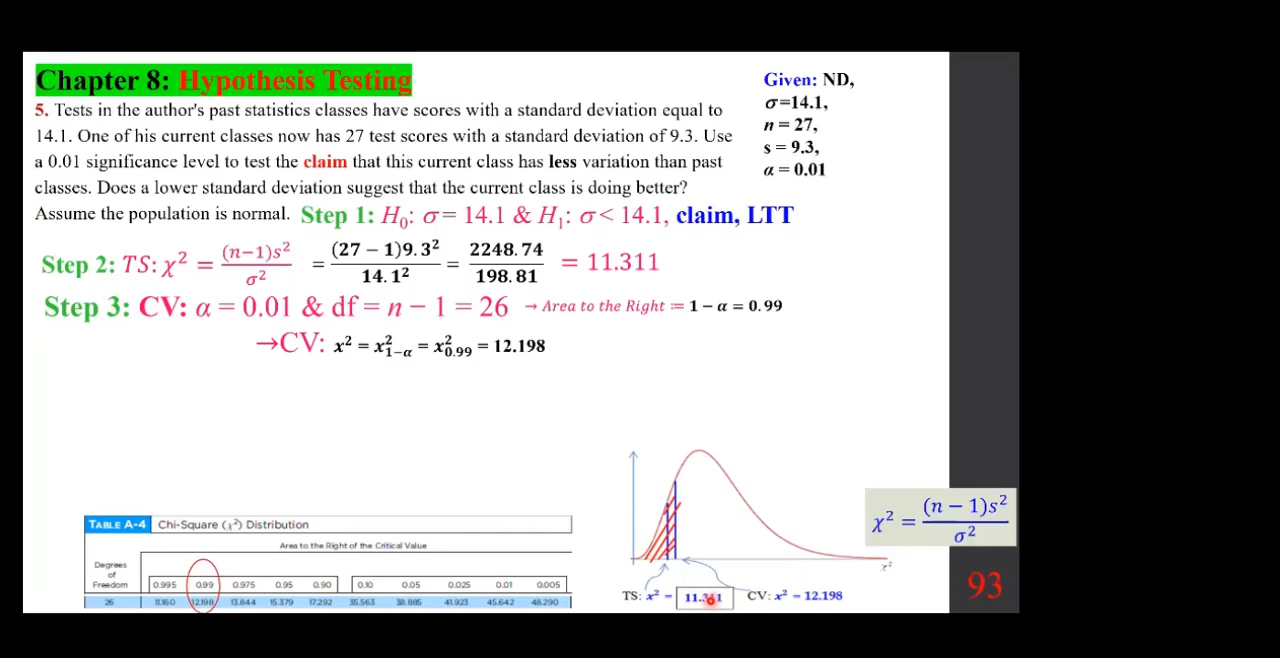 Chapter 8: Hypothesis Testing
5. Tests in the author's past statistics classes have scores with a standard deviation equal to
14.1. One of his current classes now has 27 test scores with a standard deviation of 9.3. Use
a 0.01 significance level to test the claim that this current class has less variation than past
classes. Does a lower standard deviation suggest that the current class is doing better?
Assume the population is normal. Step 1: H₀: σ = 14.1 & H₁: σ < 14.1, claim, LTT
Given: ND,
σ=14.1,
n = 27,
s = 9.3,
α = 0.01
Step 2: TS: χ² = (n−1)s² / σ² = (27 − 1)9.3² / 14.1² = 2248.74 / 198.81 = 11.311
Step 3: CV: α = 0.01 & df = n − 1 = 26 → Area to the Right := 1 − α = 0.99
→CV: x² = x²₁₋α = x²₀.₉₉ = 12.198
TABLE A-4 Chi-Square (χ²) Distribution
Area to the Right of the Critical Value
Degrees
of
Freedom 0.995 0.99 0.975 0.95 0.90 0.10 0.05 0.025 0.01 0.005
26 11.160 12.198 13.844 15.379 17.292 35.563 38.885 41.923 45.642 48.290
x²
TS: x² = 11.311 CV: x² = 12.198
χ² = (n − 1)s² / σ²
93